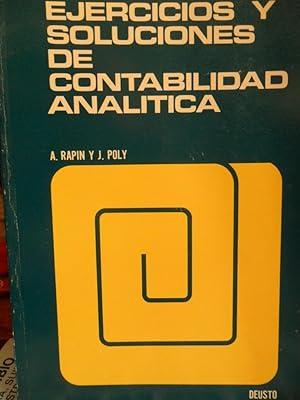 EJERCICIOS Y
SOLUCIONES
DE
CONTABILIDAD
ANALITICA
A. RAPIN Y J. POLY
DEUSTO